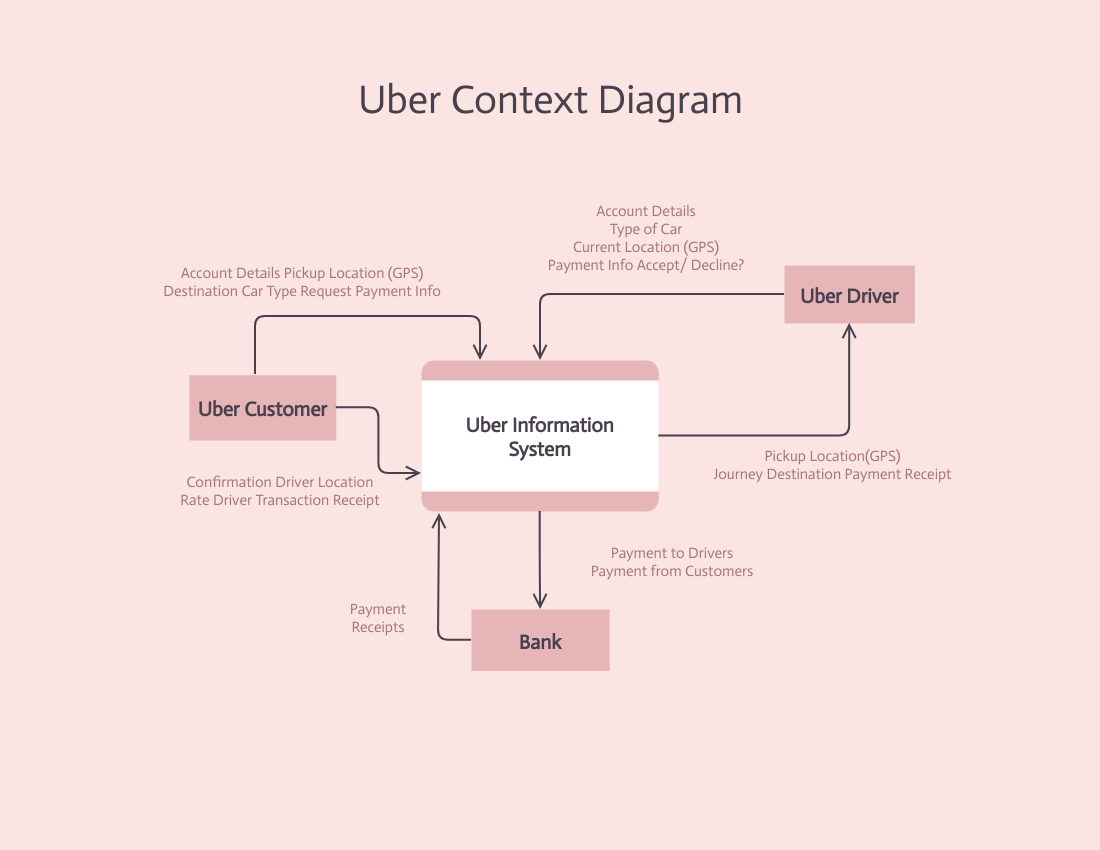 Uber Context Diagram
Account Details
Type of Car
Current Location (GPS)
Payment Info Accept/ Decline?
Account Details Pickup Location (GPS)
Destination Car Type Request Payment Info
Uber Driver
Uber Customer
Uber Information
System
Pickup Location(GPS)
Journey Destination Payment Receipt
Confirmation Driver Location
Rate Driver Transaction Receipt
Payment to Drivers
Payment from Customers
Payment
Receipts
Bank